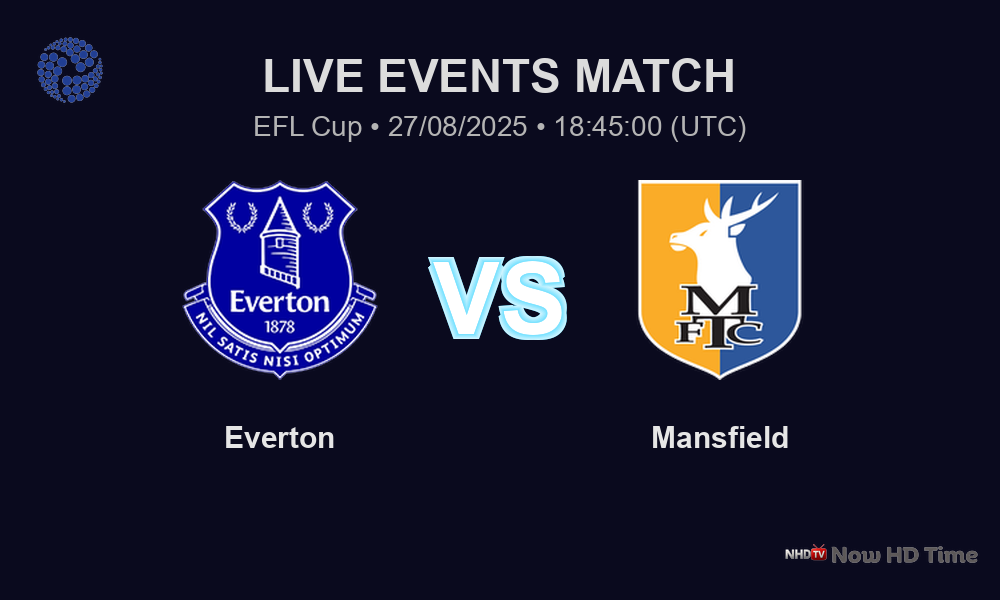 LIVE EVENTS MATCH
EFL Cup • 27/08/2025 • 18:45:00 (UTC)
Everton
1878
NIL SATIS NISI OPTIMUM
VS
M
F T C
Everton
Mansfield
NHDTV Now HD Time